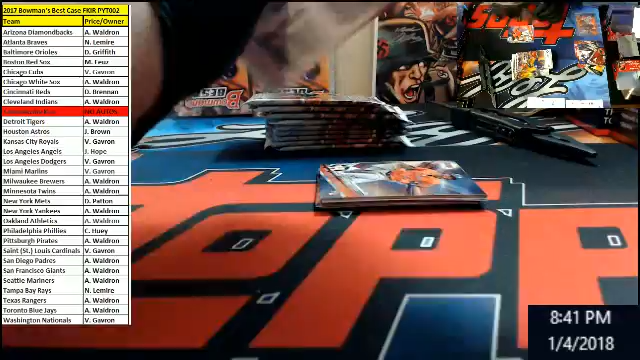 2017 Bowman's Best Case FKIR PYT002
Team Price/Owner
Arizona Diamondbacks A. Waldron
Atlanta Braves N. Lemire
Baltimore Orioles D. Griffith
Boston Red Sox M. Feuz
Chicago Cubs V. Gavron
Chicago White Sox A. Waldron
Cincinnati Reds D. Brennan
Cleveland Indians A. Waldron
NO AUTOS
Detroit Tigers A. Waldron
Houston Astros J. Brown
Kansas City Royals V. Gavron
Los Angeles Angels J. Hope
Los Angeles Dodgers V. Gavron
Miami Marlins V. Gavron
Milwaukee Brewers A. Waldron
Minnesota Twins A. Waldron
New York Mets D. Patton
New York Yankees A. Waldron
Oakland Athletics A. Waldron
Philadelphia Phillies C. Huey
Pittsburgh Pirates A. Waldron
Saint (St.) Louis Cardinals V. Gavron
San Diego Padres A. Waldron
San Francisco Giants A. Waldron
Seattle Mariners A. Waldron
Tampa Bay Rays N. Lemire
Texas Rangers A. Waldron
Toronto Blue Jays A. Waldron
Washington Nationals V. Gavron
BEST
8:41 PM
1/4/2018